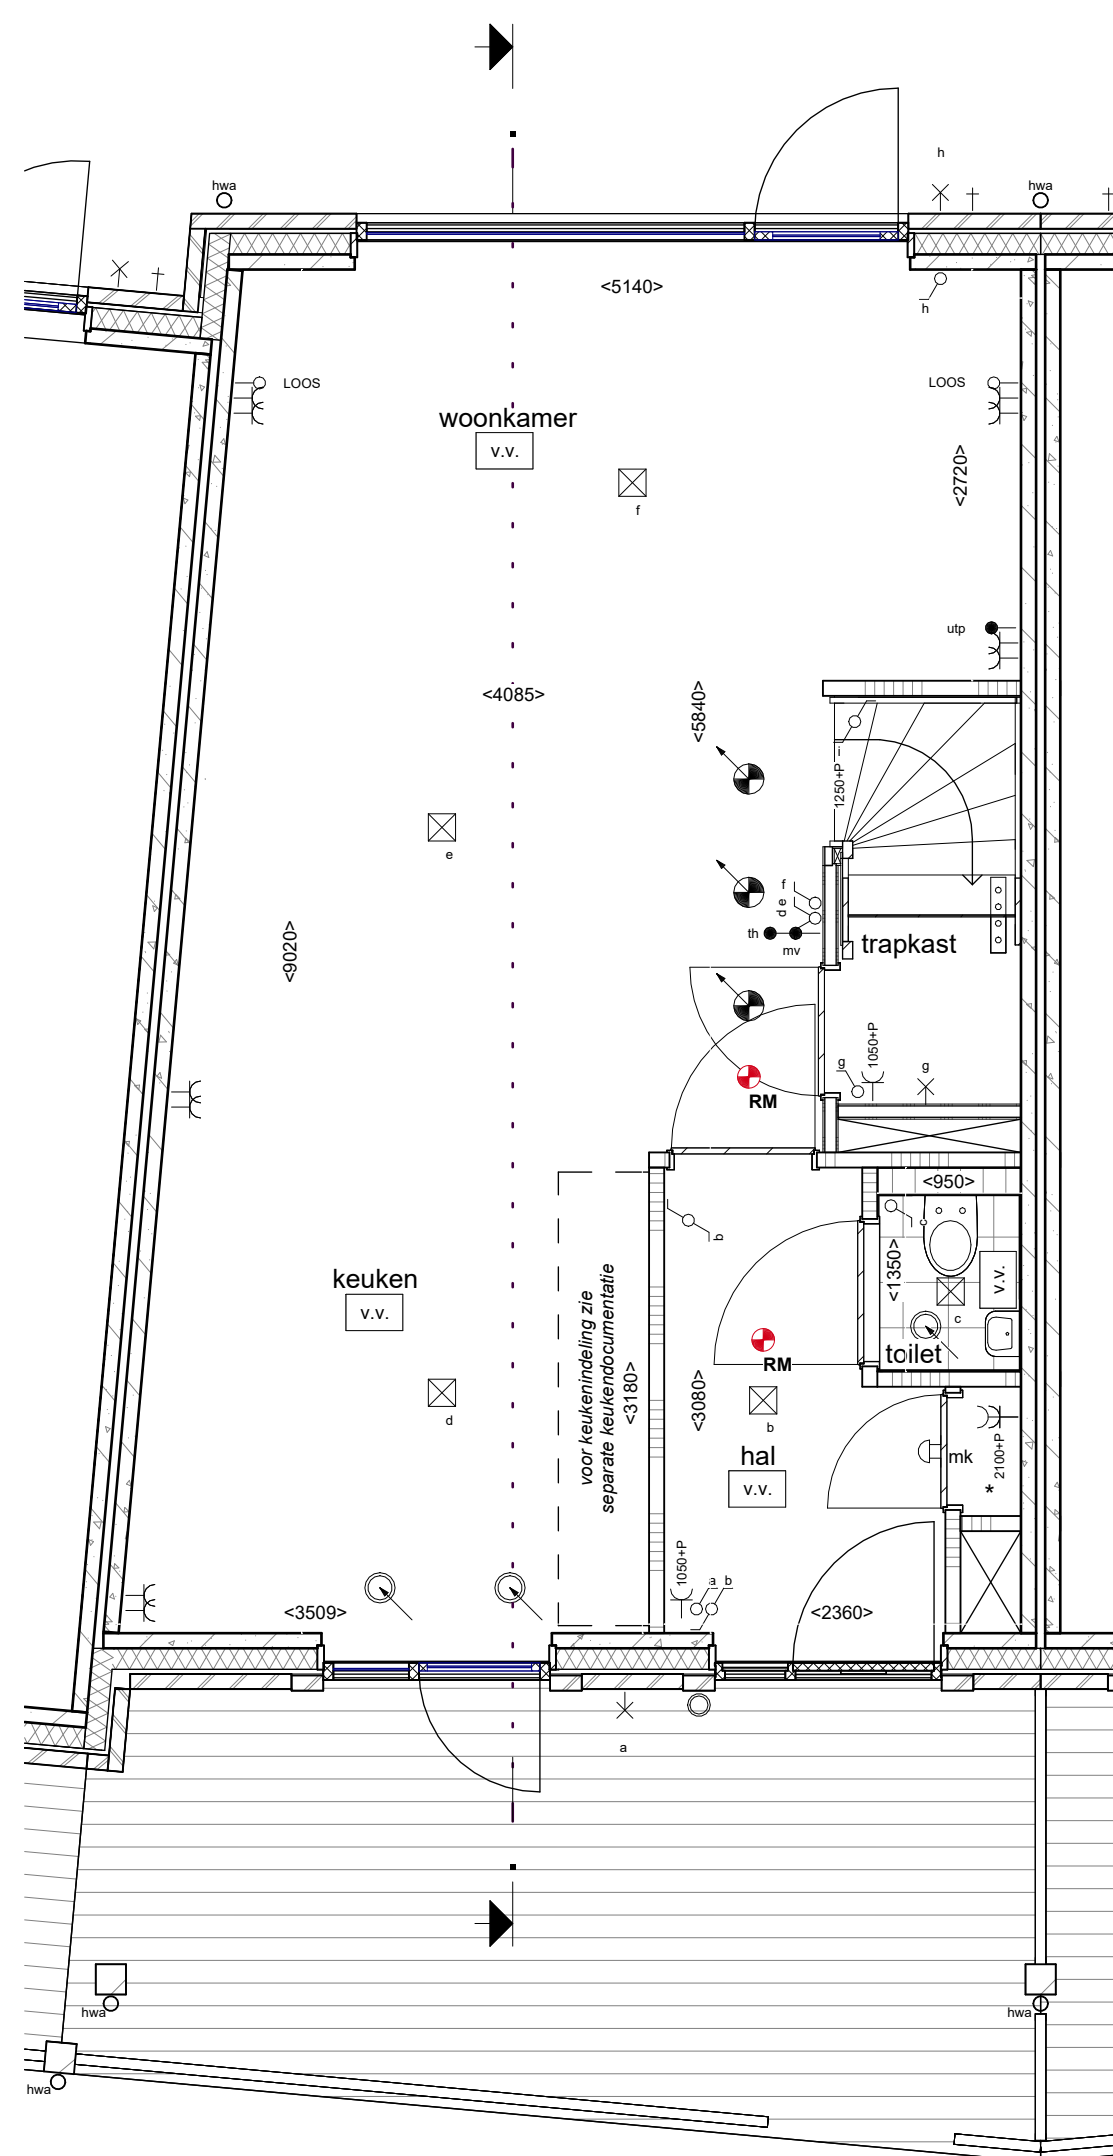 h
hwa
hwa
<5140>
h
LOOS
LOOS
woonkamer
v.v.
<2720>
f
utp
<4085>
<5840>
i
1250+P
e
f
d e
th
mv
<9020>
trapkast
g
1050+P
g
RM
<950>
b
c
<1350>
v.v.
keuken
v.v.
voor keukenindeling zie
separate keukendocumentatie
c
toilet
RM
<3180>
<3080>
d
b
hal
v.v.
mk
2100+P
*
1050+P
a
b
<3509>
<2360>
a
hwa
hwa
hwa